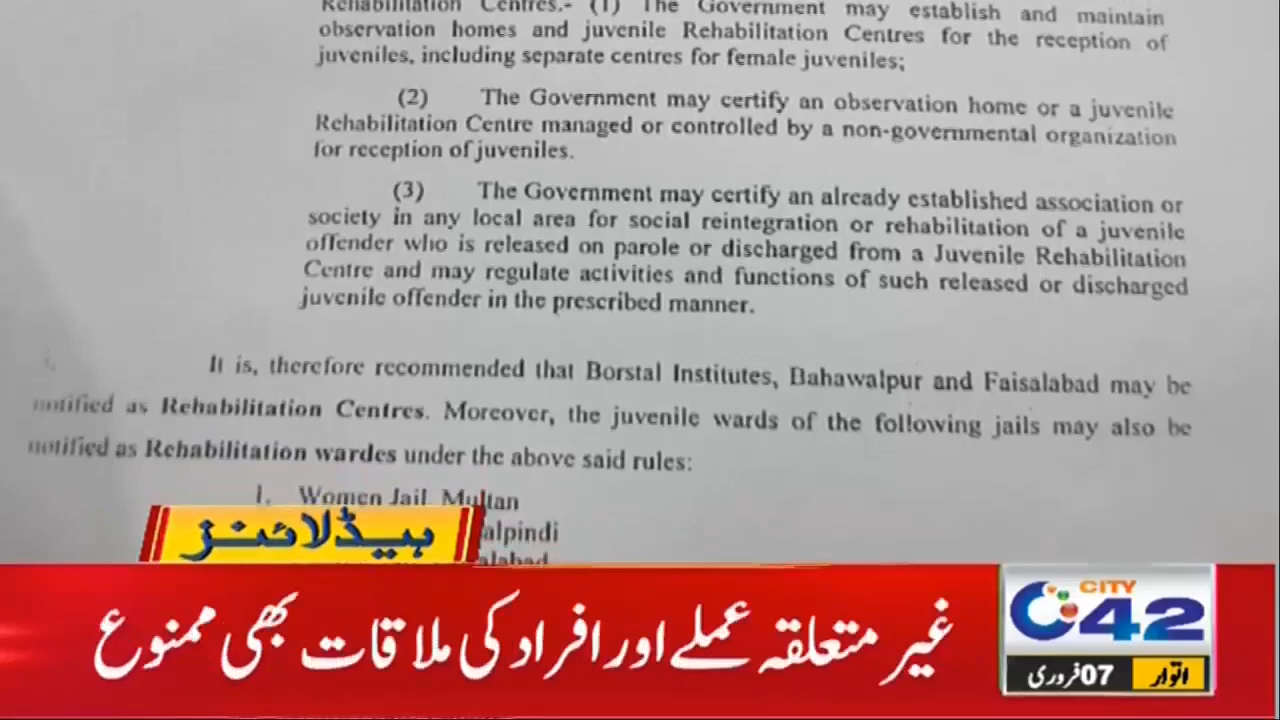 Rehabilitation Centres.- (1) The Government may establish and maintain
observation homes and juvenile Rehabilitation Centres for the reception of
juveniles, including separate centres for female juveniles;
(2) The Government may certify an observation home or a juvenile
Rehabilitation Centre managed or controlled by a non-governmental organization
for reception of juveniles.
(3) The Government may certify an already established association or
society in any local area for social reintegration or rehabilitation of a juvenile
offender who is released on parole or discharged from a Juvenile Rehabilitation
Centre and may regulate activities and functions of such released or discharged
juvenile offender in the prescribed manner.
It is, therefore recommended that Borstal Institutes, Bahawalpur and Faisalabad may be
notified as Rehabilitation Centres. Moreover, the juvenile wards of the following jails may also be
notified as Rehabilitation wardes under the above said rules:
1. Women Jail, Multan
alpindi
alabad
ہیڈلائنز
غیر متعلقہ عملے اور افراد کی ملاقات بھی ممنوع
CITY
42
اتوار 07 فروری